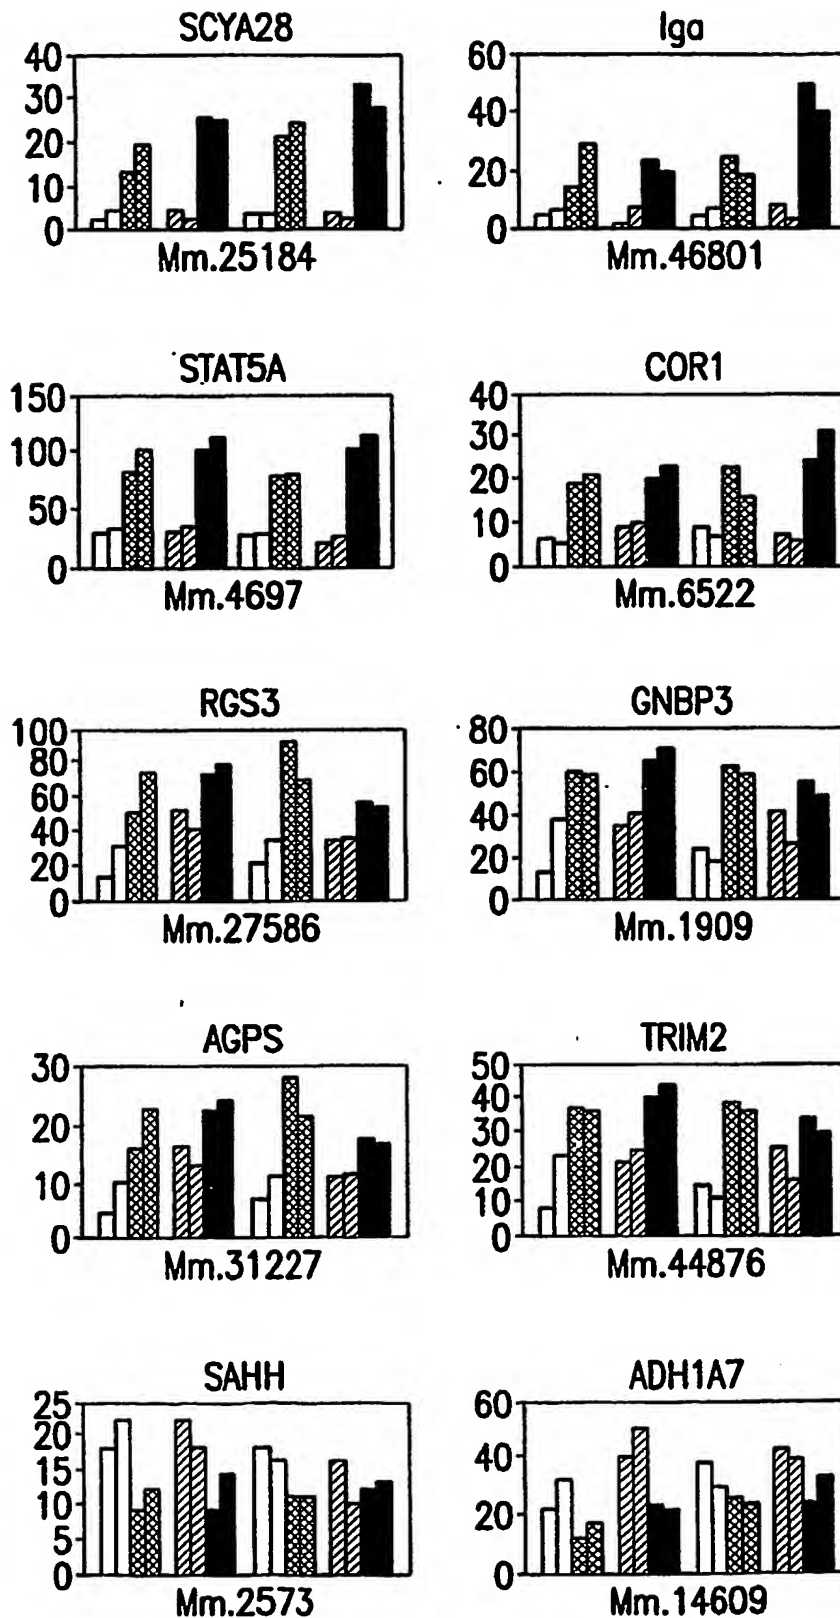 SCYA28
40
30
20
10
0
Mm.25184
Iga
60
40
20
0
Mm.46801
STAT5A
150
100
50
0
Mm.4697
COR1
40
30
20
10
0
Mm.6522
RGS3
100
80
60
40
20
0
Mm.27586
GNBP3
80
60
40
20
0
Mm.1909
AGPS
30
20
10
0
Mm.31227
TRIM2
50
40
30
20
10
0
Mm.44876
SAHH
25
20
15
10
5
0
Mm.2573
ADH1A7
60
40
20
0
Mm.14609